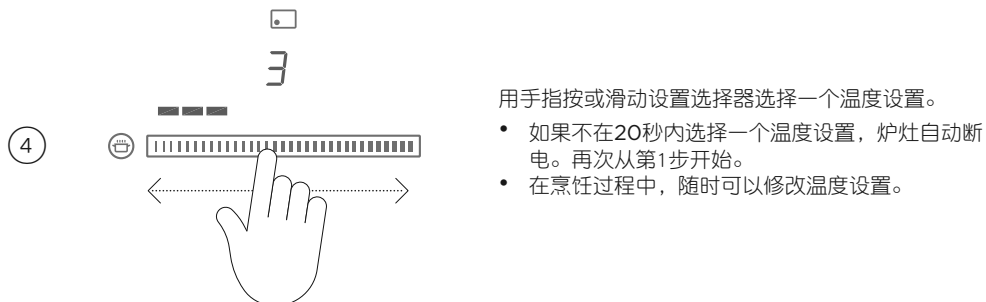 3
4
用手指按或滑动设置选择器选择一个温度设置。
• 如果不在20秒内选择一个温度设置，炉灶自动断
电。再次从第1步开始。
• 在烹饪过程中，随时可以修改温度设置。